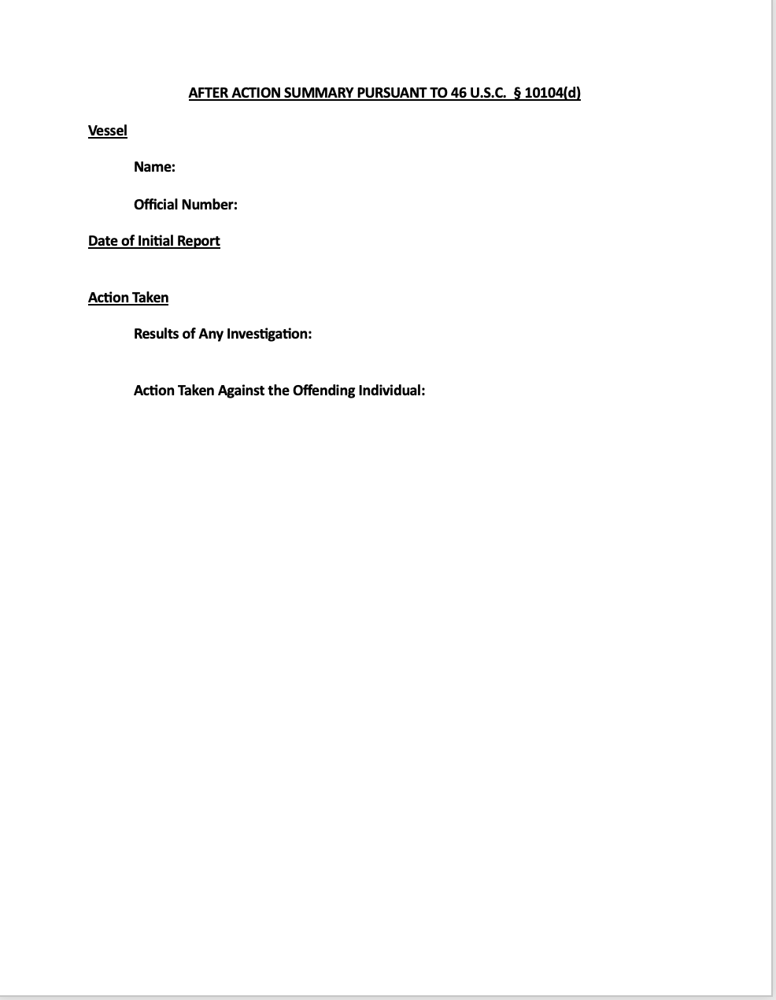 AFTER ACTION SUMMARY PURSUANT TO 46 U.S.C.  § 10104(d)
Vessel
Name:
Official Number:
Date of Initial Report
Action Taken
Results of Any Investigation:
Action Taken Against the Offending Individual: